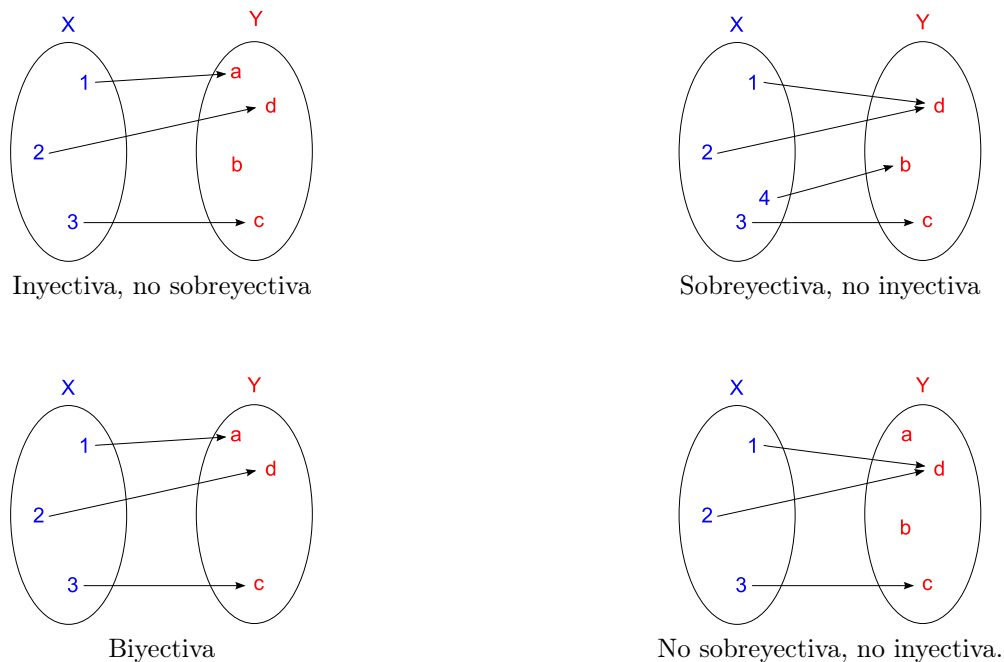 X Y
1 a
d
2
b
3 c
Inyectiva, no sobreyectiva
X Y
1
d
2
b
4
3 c
Sobreyectiva, no inyectiva
X Y
1 a
d
2
3 c
Biyectiva
X Y
a
1
d
2
b
3 c
No sobreyectiva, no inyectiva.